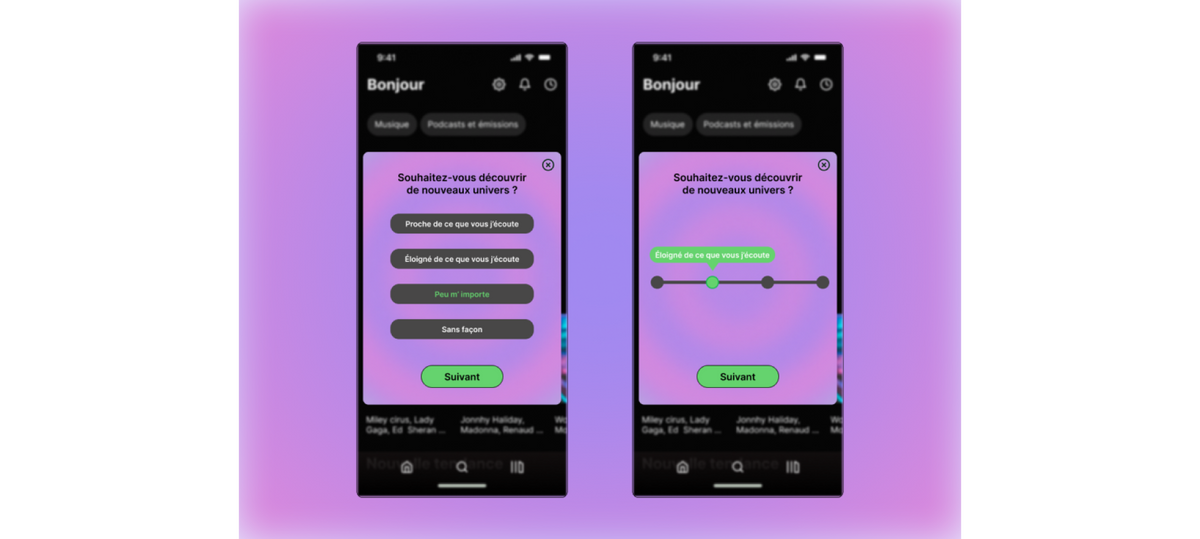 9:41
Bonjour
Musique
Podcasts et émissions
Souhaitez-vous découvrir
de nouveaux univers ?
Proche de ce que vous j'écoute
Éloigné de ce que vous j'écoute
Peu m' importe
Sans façon
Suivant
Miley cirus, Lady
Gaga, Ed Sheran ...
Jonnhy Haliday,
Madonna, Renaud ...
Wo
Mo
Nouvelle tendance
9:41
Bonjour
Musique
Podcasts et émissions
Souhaitez-vous découvrir
de nouveaux univers ?
Éloigné de ce que vous j'écoute
Suivant
Miley cirus, Lady
Gaga, Ed Sheran ...
Jonnhy Haliday,
Madonna, Renaud ...
Wo
Mo
Nouvelle tendance